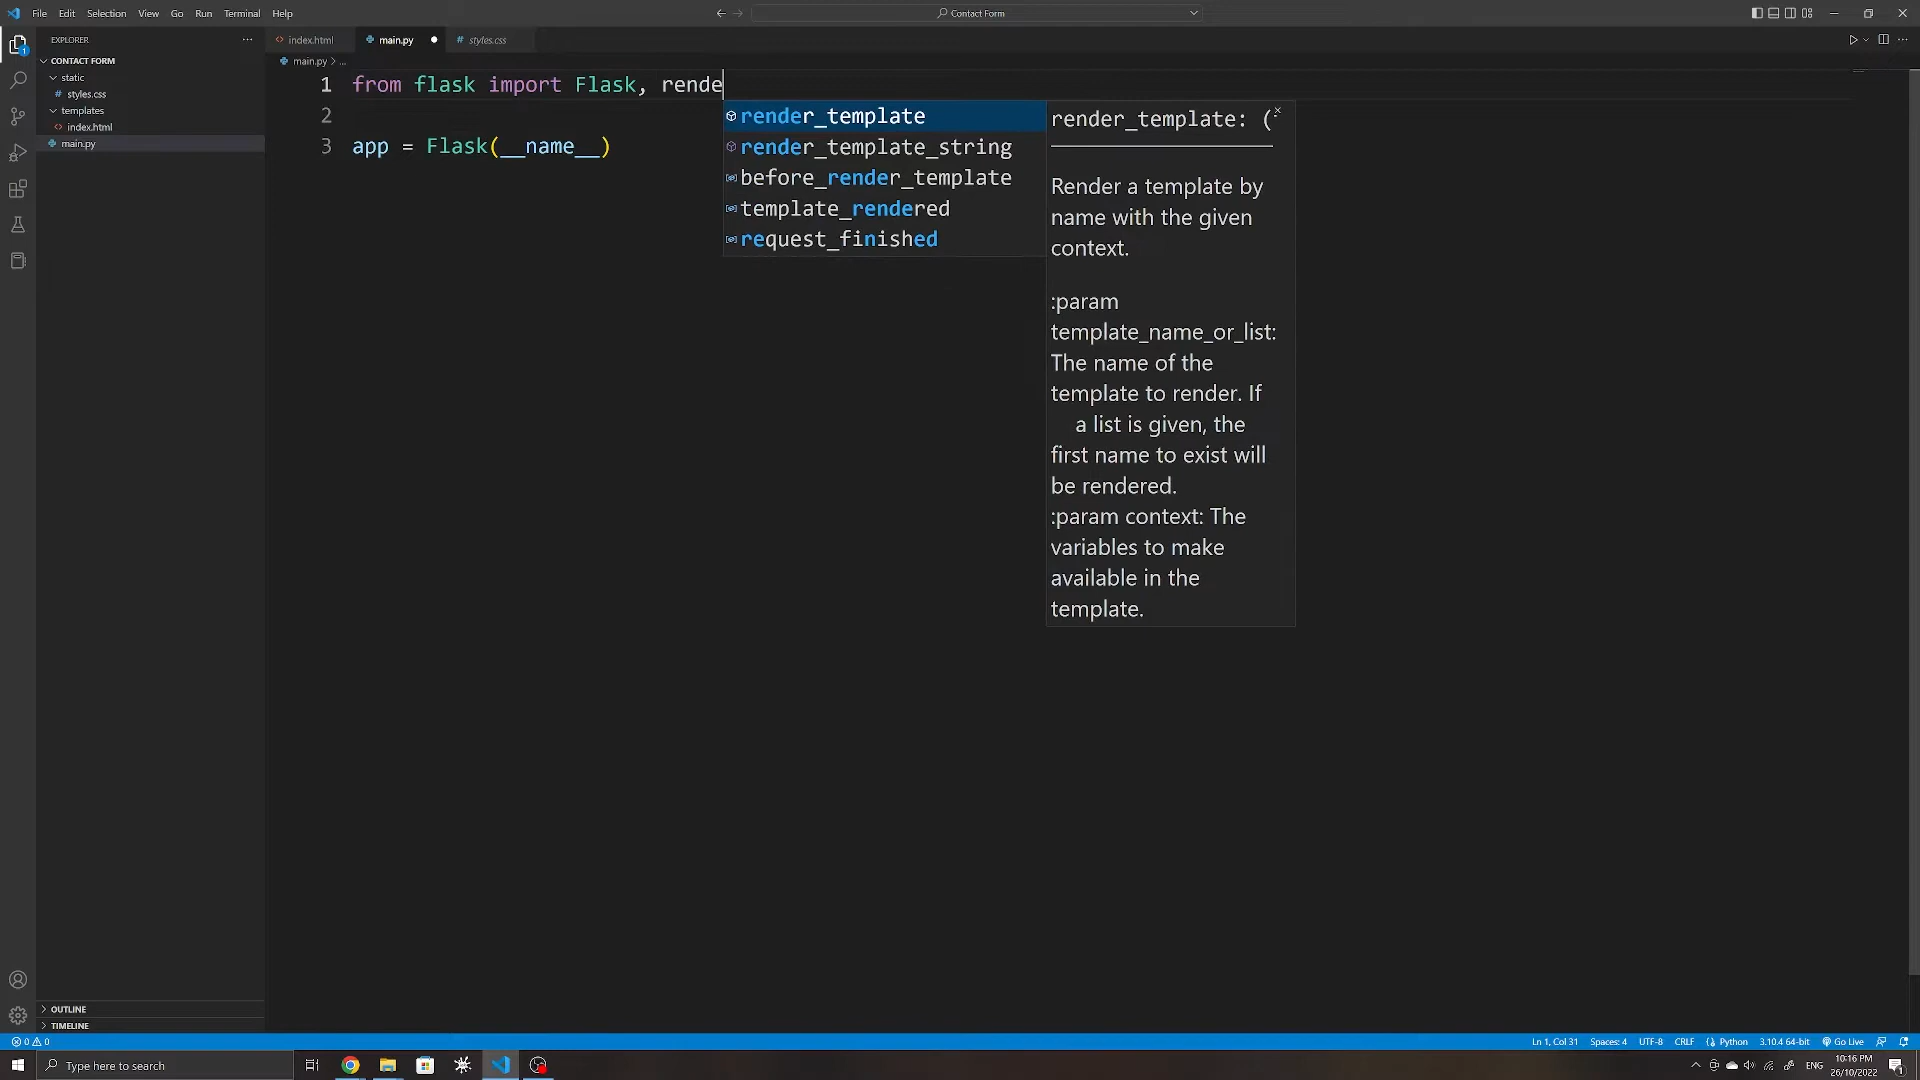 File Edit Selection View Go Run Terminal Help
Contact Form
EXPLORER
CONTACT FORM
static
# styles.css
templates
<> index.html
main.py
OUTLINE
TIMELINE
<> index.html
main.py
# styles.css
main.py > ...
1 from flask import Flask, rende
2
3 app = Flask(__name__)
render_template
render_template_string
before_render_template
template_rendered
request_finished
render_template: (
Render a template by
name with the given
context.
:param
template_name_or_list:
The name of the
template to render. If
a list is given, the
first name to exist will
be rendered.
:param context: The
variables to make
available in the
template.
0 0
Ln 1, Col 31 Spaces: 4 UTF-8 CRLF Python 3.10.4 64-bit Go Live
Type here to search
ENG
10:16 PM
26/10/2022